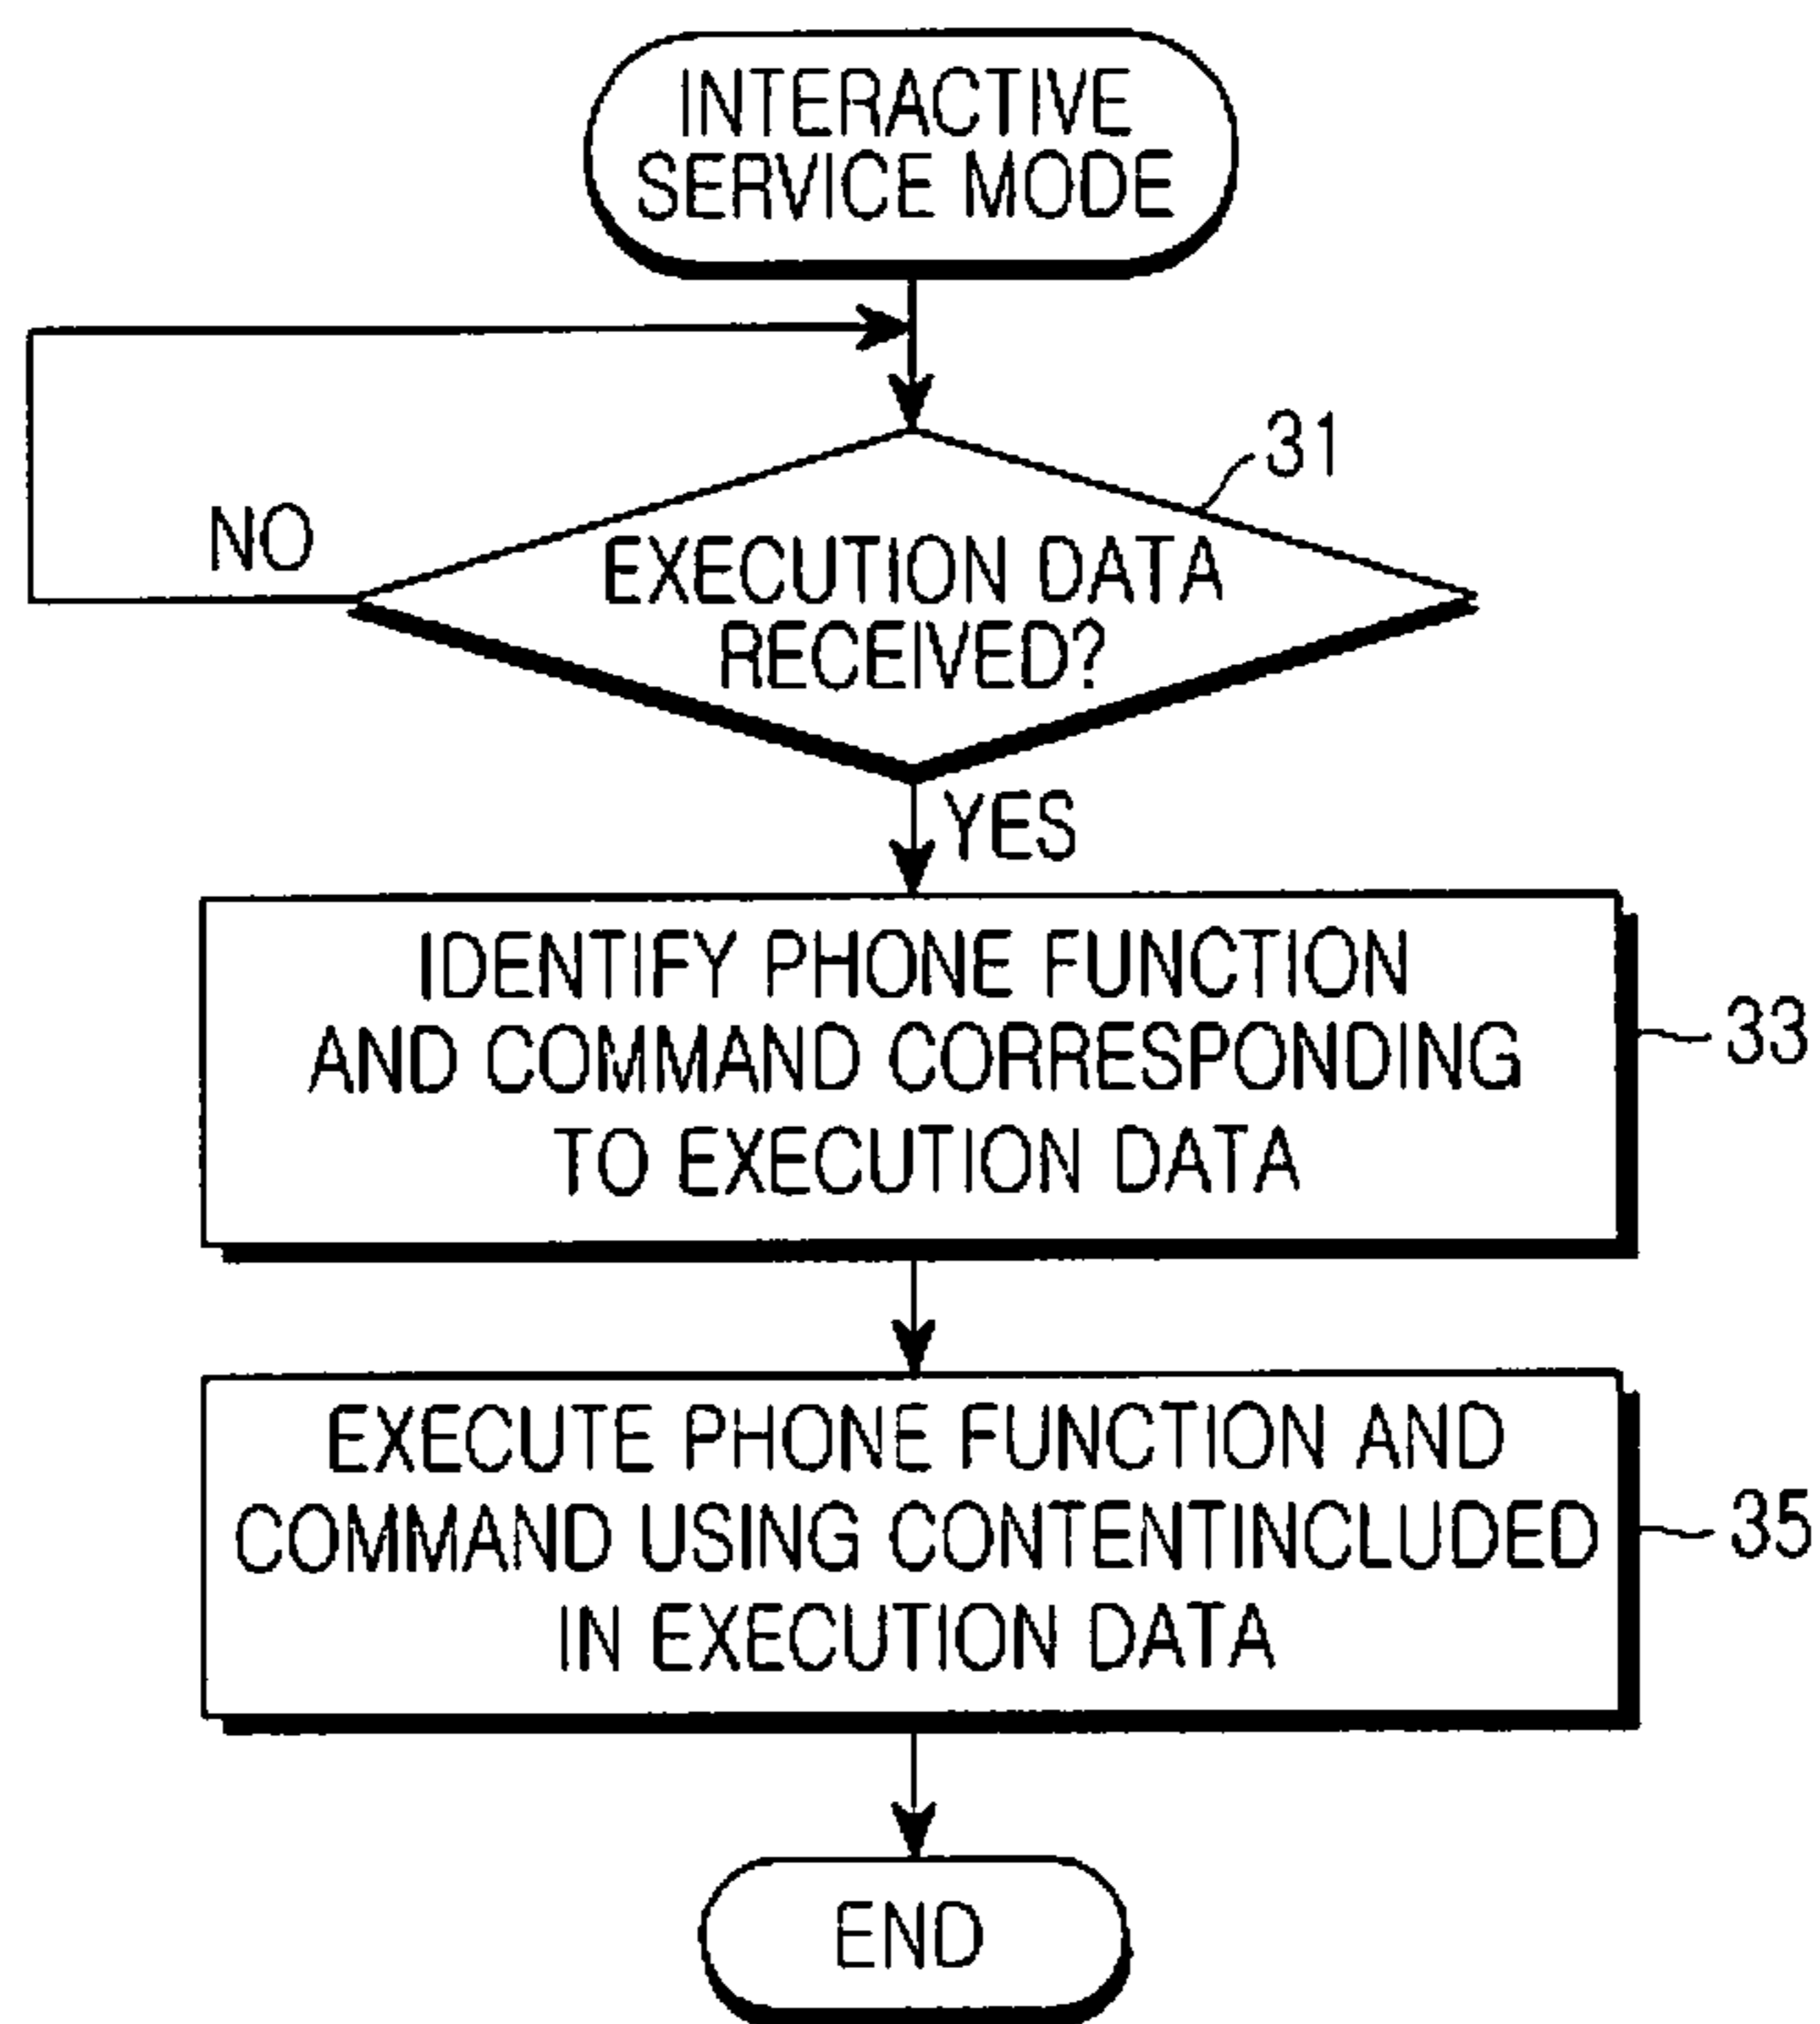 INTERACTIVE
SERVICE MODE
31
NO
EXECUTION DATA
RECEIVED?
YES
IDENTIFY PHONE FUNCTION
AND COMMAND CORRESPONDING
TO EXECUTION DATA
33
EXECUTE PHONE FUNCTION AND
COMMAND USING CONTENTINCLUDED
IN EXECUTION DATA
35
END